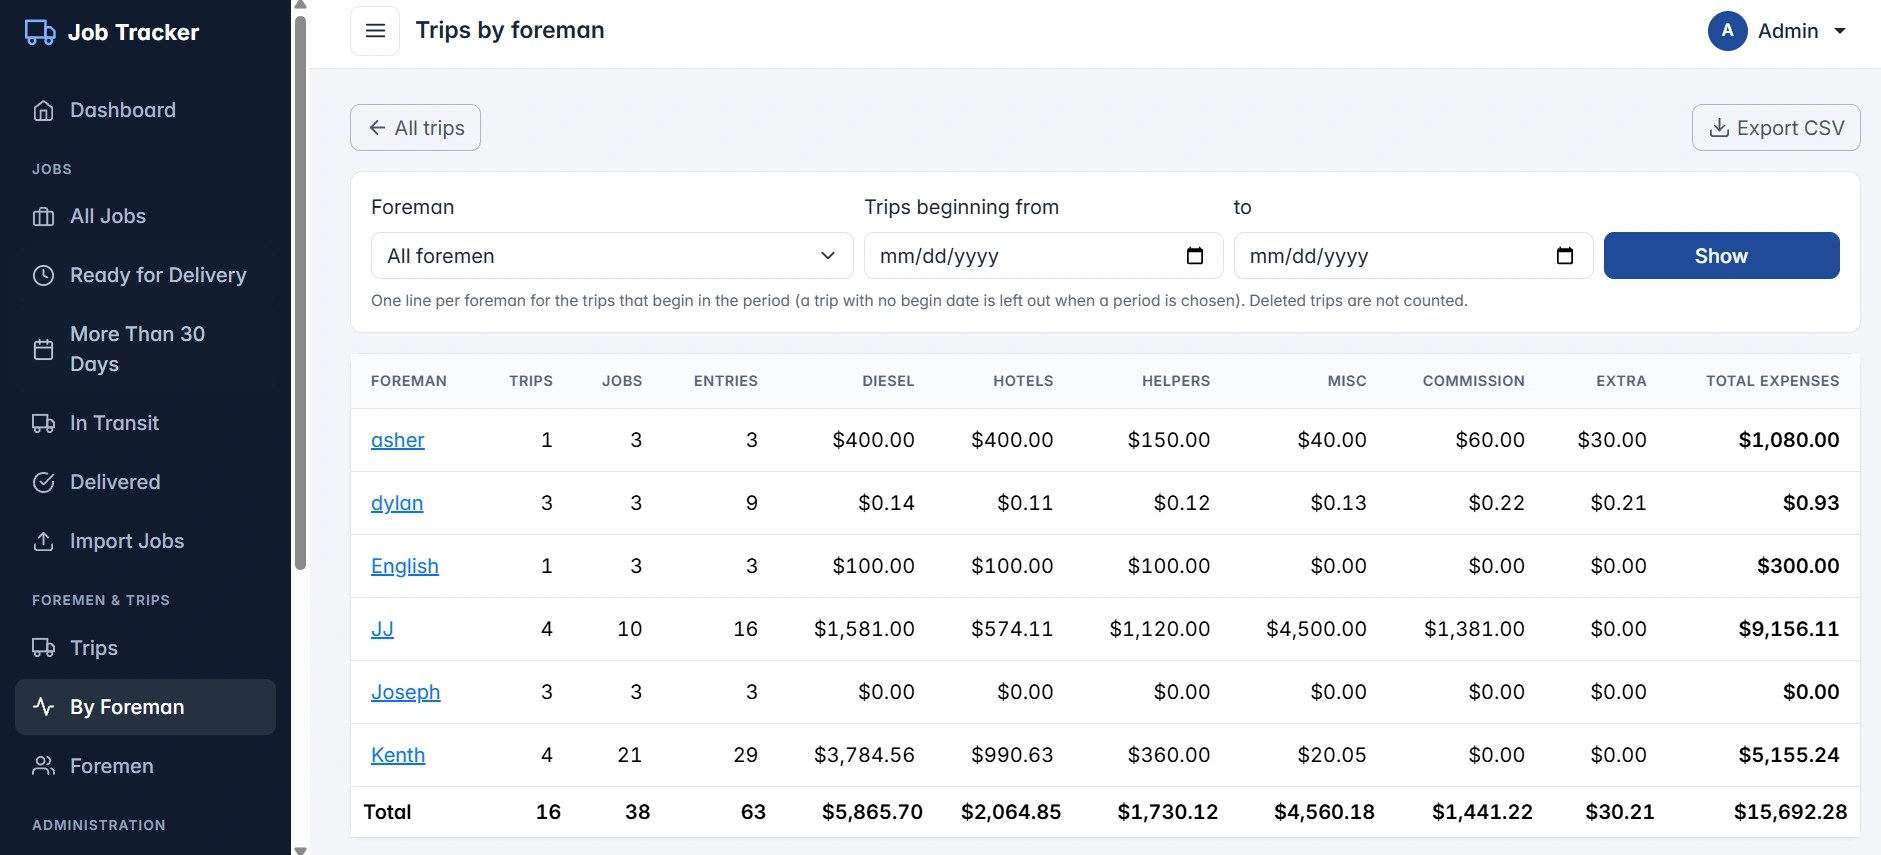 Job Tracker
Dashboard
JOBS
All Jobs
Ready for Delivery
More Than 30
Days
In Transit
Delivered
Import Jobs
FOREMEN & TRIPS
Trips
By Foreman
Foremen
ADMINISTRATION
Trips by foreman
A Admin
All trips
Export CSV
Foreman Trips beginning from to
All foremen mm/dd/yyyy mm/dd/yyyy Show
One line per foreman for the trips that begin in the period (a trip with no begin date is left out when a period is chosen). Deleted trips are not counted.
FOREMAN TRIPS JOBS ENTRIES DIESEL HOTELS HELPERS MISC COMMISSION EXTRA TOTAL EXPENSES
asher 1 3 3 $400.00 $400.00 $150.00 $40.00 $60.00 $30.00 $1,080.00
dylan 3 3 9 $0.14 $0.11 $0.12 $0.13 $0.22 $0.21 $0.93
English 1 3 3 $100.00 $100.00 $100.00 $0.00 $0.00 $0.00 $300.00
JJ 4 10 16 $1,581.00 $574.11 $1,120.00 $4,500.00 $1,381.00 $0.00 $9,156.11
Joseph 3 3 3 $0.00 $0.00 $0.00 $0.00 $0.00 $0.00 $0.00
Kenth 4 21 29 $3,784.56 $990.63 $360.00 $20.05 $0.00 $0.00 $5,155.24
Total 16 38 63 $5,865.70 $2,064.85 $1,730.12 $4,560.18 $1,441.22 $30.21 $15,692.28